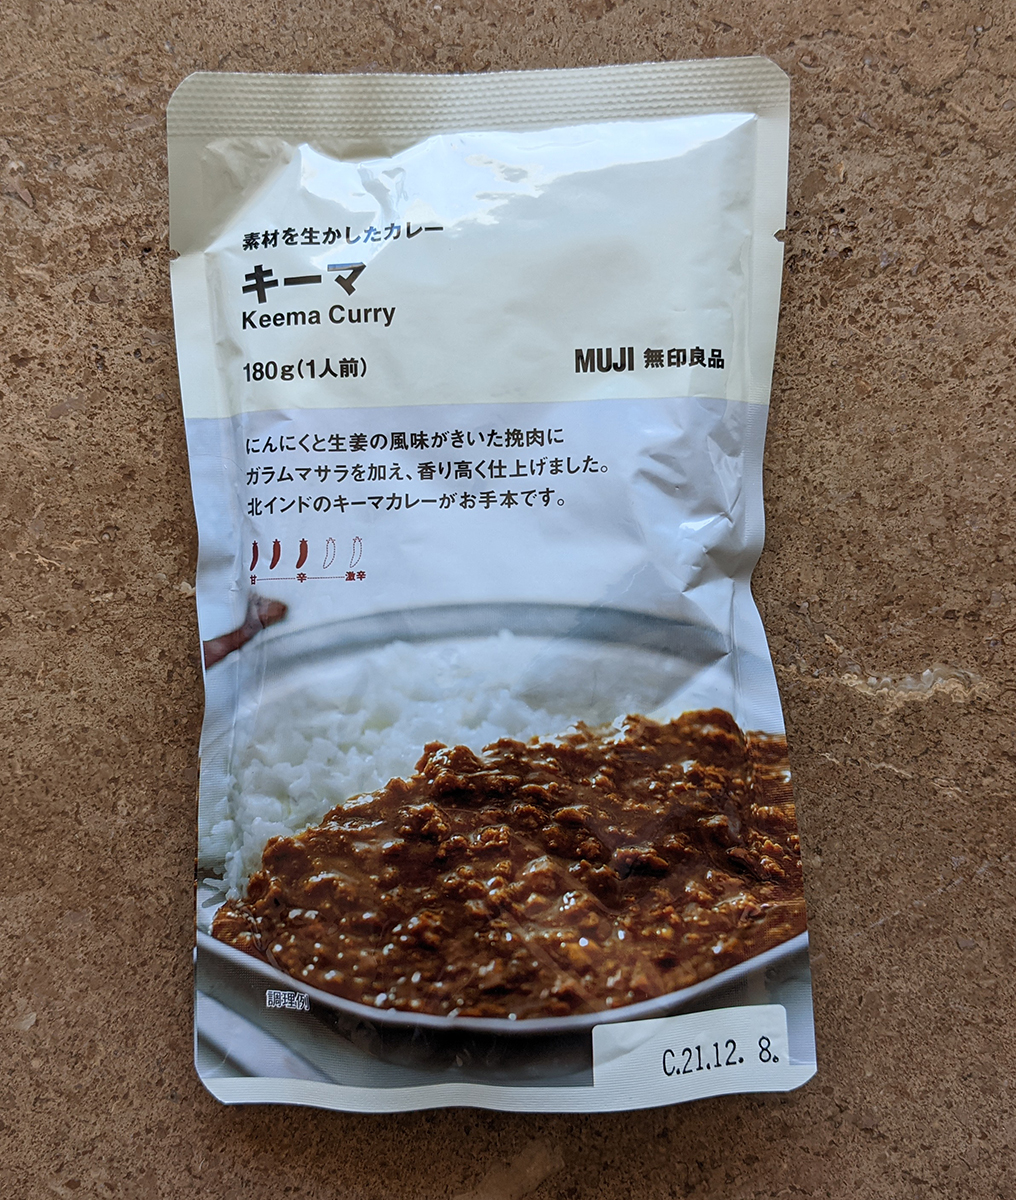 素材を生かしたカレー
キーマ
Keema Curry
180g(1人前)
MUJI 無印良品
にんにくと生姜の風味がきいた挽肉に
ガラムマサラを加え、香り高く仕上げました。
北インドのキーマカレーがお手本です。
甘 辛 激辛
調理例
C.21.12. 8.